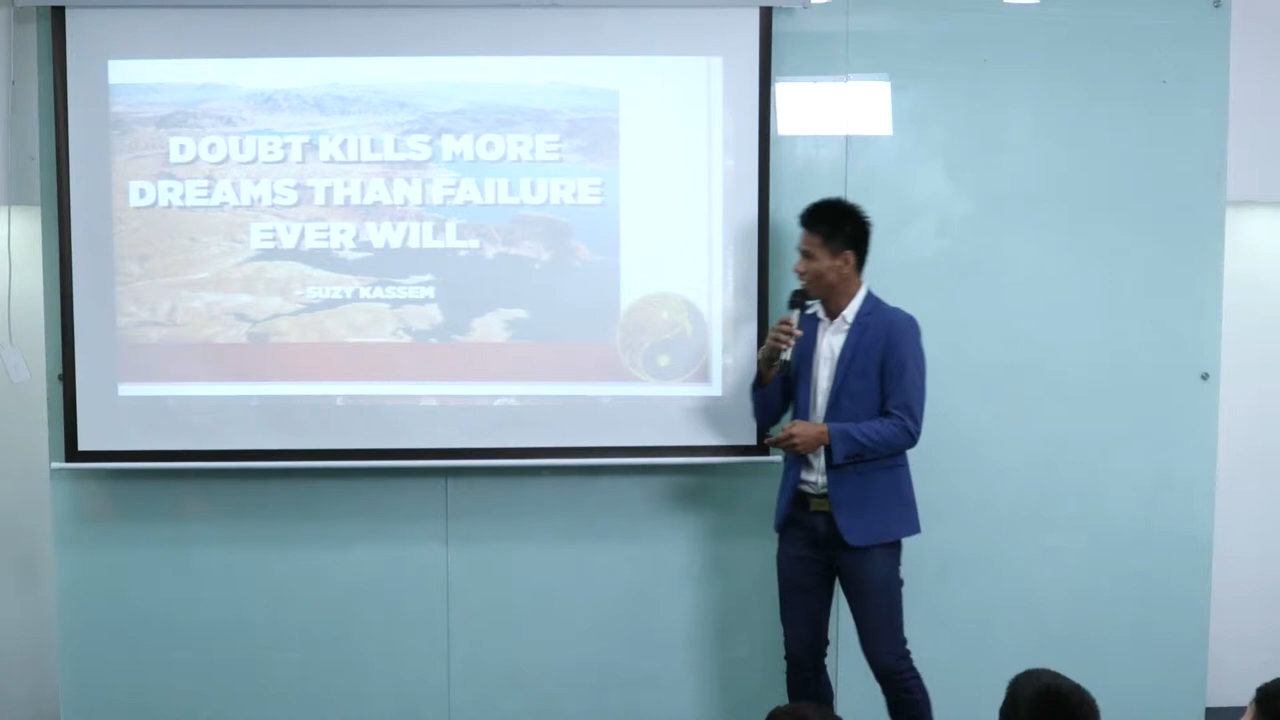 DOUBT KILLS MORE
DREAMS THAN FAILURE
EVER WILL.
- SUZY KASSEM